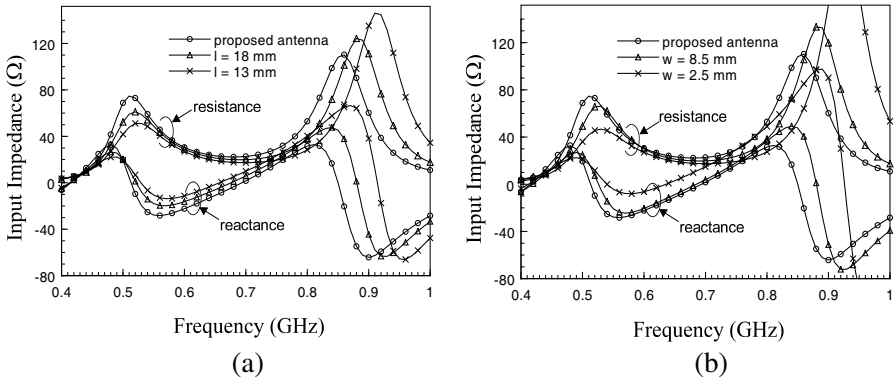 120
80
40
0
-40
-80
0.4 0.5 0.6 0.7 0.8 0.9 1
Input Impedance (Ω)
Frequency (GHz)
proposed antenna
l = 18 mm
l = 13 mm
resistance
reactance
(a)
120
80
40
0
-40
-80
0.4 0.5 0.6 0.7 0.8 0.9 1
Input Impedance (Ω)
Frequency (GHz)
proposed antenna
w = 8.5 mm
w = 2.5 mm
resistance
reactance
(b)